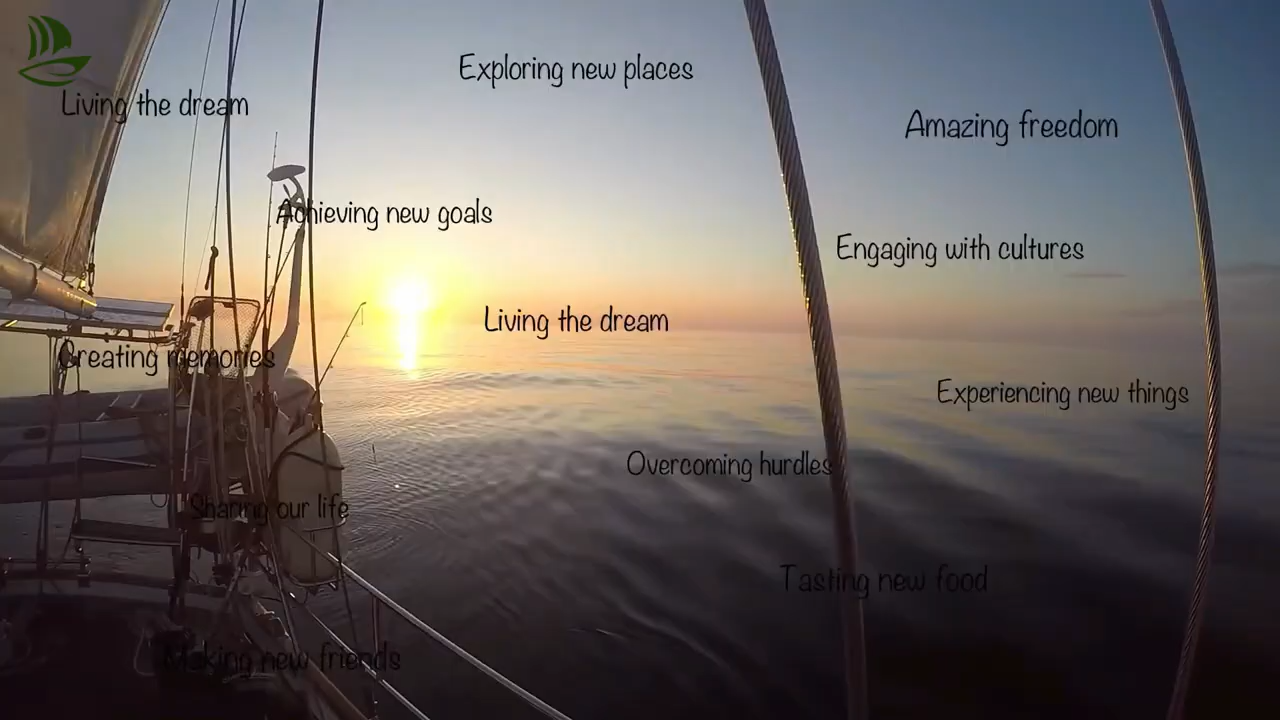 Exploring new places
Living the dream
Amazing freedom
Achieving new goals
Engaging with cultures
Living the dream
Creating memories
Experiencing new things
Overcoming hurdles
Sharing our life
Tasting new food
Making new friends